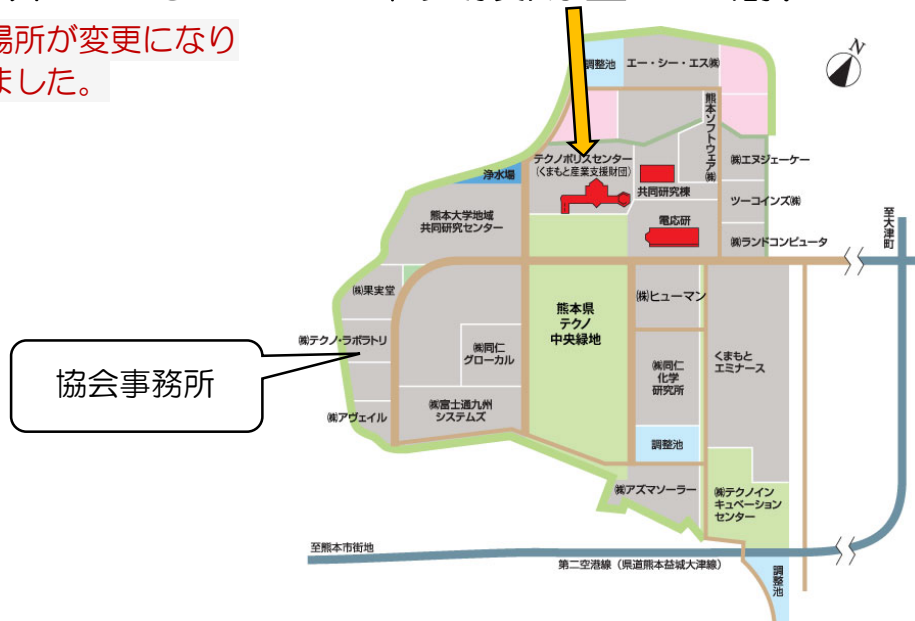 場所が変更になり
ました。
N
調整池
エー・シー・エス㈱
熊本ソフトウェア㈱
テクノポリスセンター
(くまもと産業支援財団)
㈱エヌジェーケー
浄水場
共同研究棟
ツーコインズ㈱
熊本大学地域
共同研究センター
電応研
㈱ランドコンピュータ
至大津町
㈱果実堂
㈱ヒューマン
熊本県
テクノ
中央緑地
㈱テクノ・ラボラトリ
㈱同仁
グローカル
㈱同仁
化学
研究所
くまもと
エミナース
協会事務所
㈱アヴェイル
㈱富士通九州
システムズ
調整池
㈱アズマソーラー
㈱テクノイン
キュベーション
センター
至熊本市街地
第二空港線（県道熊本益城大津線）
調整池